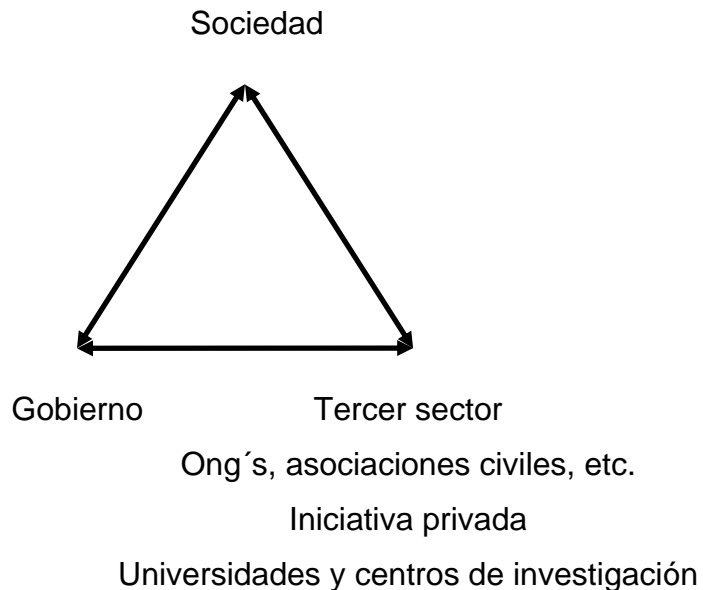 Sociedad
Gobierno Tercer sector
Ong´s, asociaciones civiles, etc.
Iniciativa privada
Universidades y centros de investigación